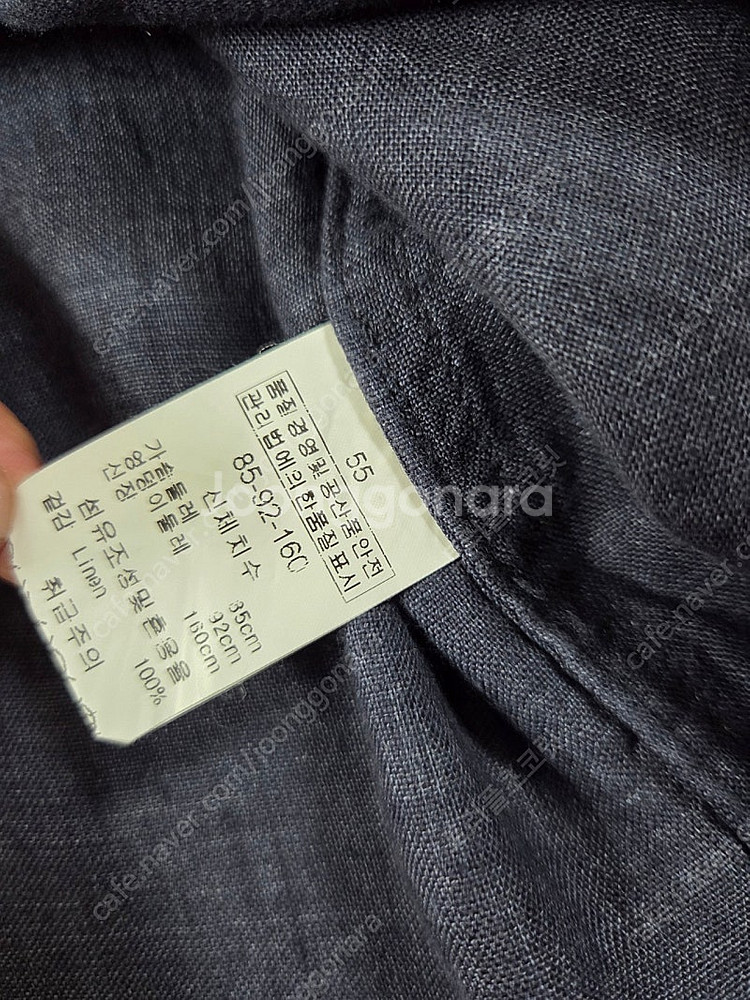 55
품질경영및공산품안전
관리법에의한품질표시
85-92-160
신체치수
가슴둘레 85cm
엉덩이둘레 92cm
신장 160cm
섬유조성및혼용율
겉감 Linen 100%
취급주의
Joonggonara
cafe.naver.com/joonggonara